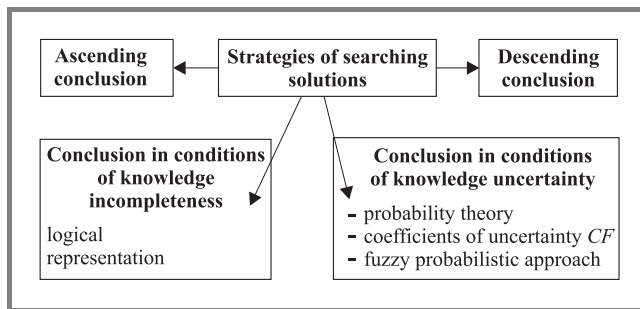 Ascending
conclusion
Strategies of searching
solutions
Descending
conclusion
Conclusion in conditions
of knowledge
incompleteness
logical
representation
Conclusion in conditions
of knowledge uncertainty
- probability theory
- coefficients of uncertainty CF
- fuzzy probabilistic approach